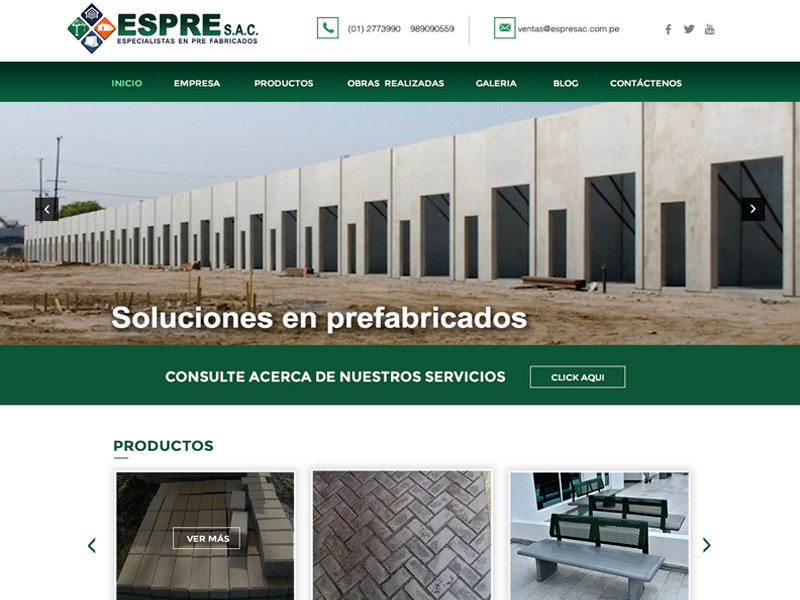 ESPRE S.A.C.
ESPECIALISTAS EN PRE FABRICADOS
(01) 2773990 989090559
ventas@espresac.com.pe
INICIO EMPRESA PRODUCTOS OBRAS REALIZADAS GALERIA BLOG CONTÁCTENOS
Soluciones en prefabricados
CONSULTE ACERCA DE NUESTROS SERVICIOS
CLICK AQUI
PRODUCTOS
VER MÁS